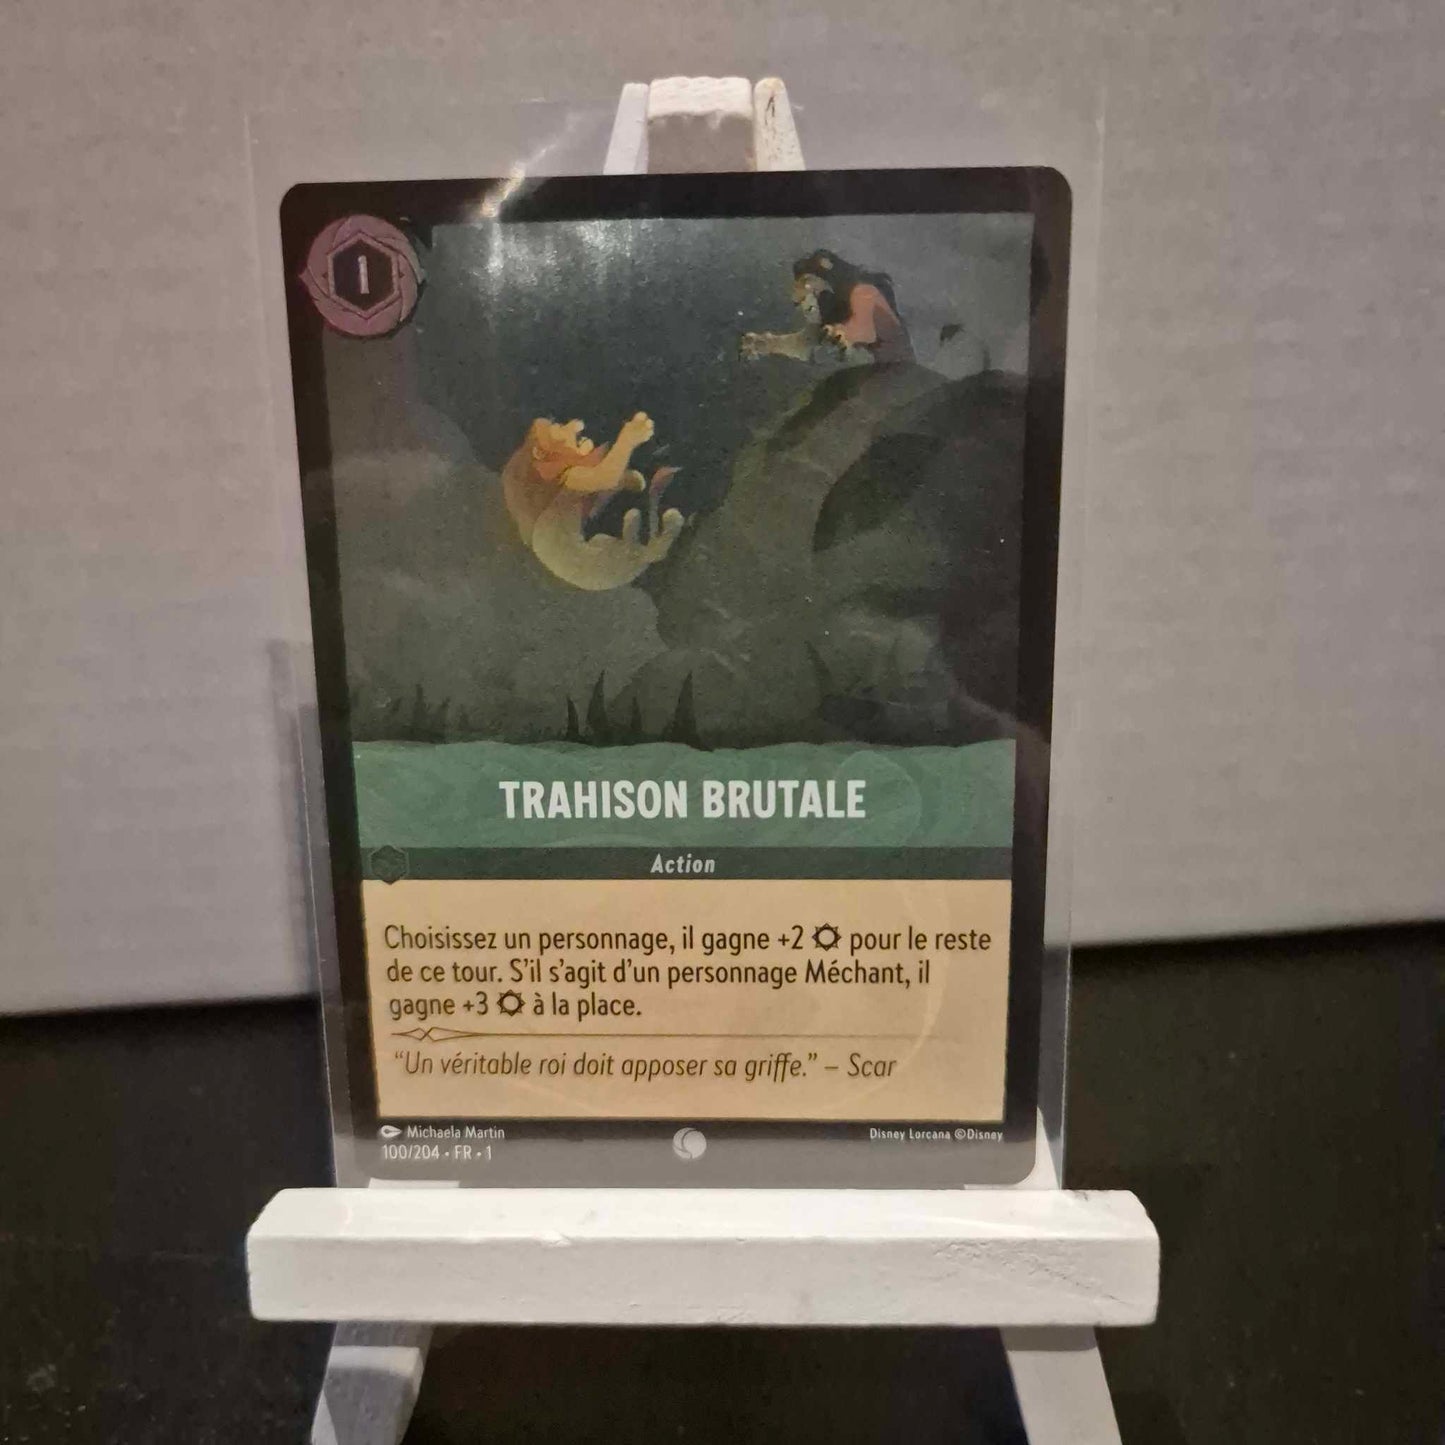 1
TRAHISON BRUTALE
Action
Choisissez un personnage, il gagne +2 pour le reste
de ce tour. S'il s'agit d'un personnage Méchant, il
gagne +3 à la place.
“Un véritable roi doit apposer sa griffe.” – Scar
Michaela Martin
Disney Lorcana ©Disney
100/204 • FR • 1